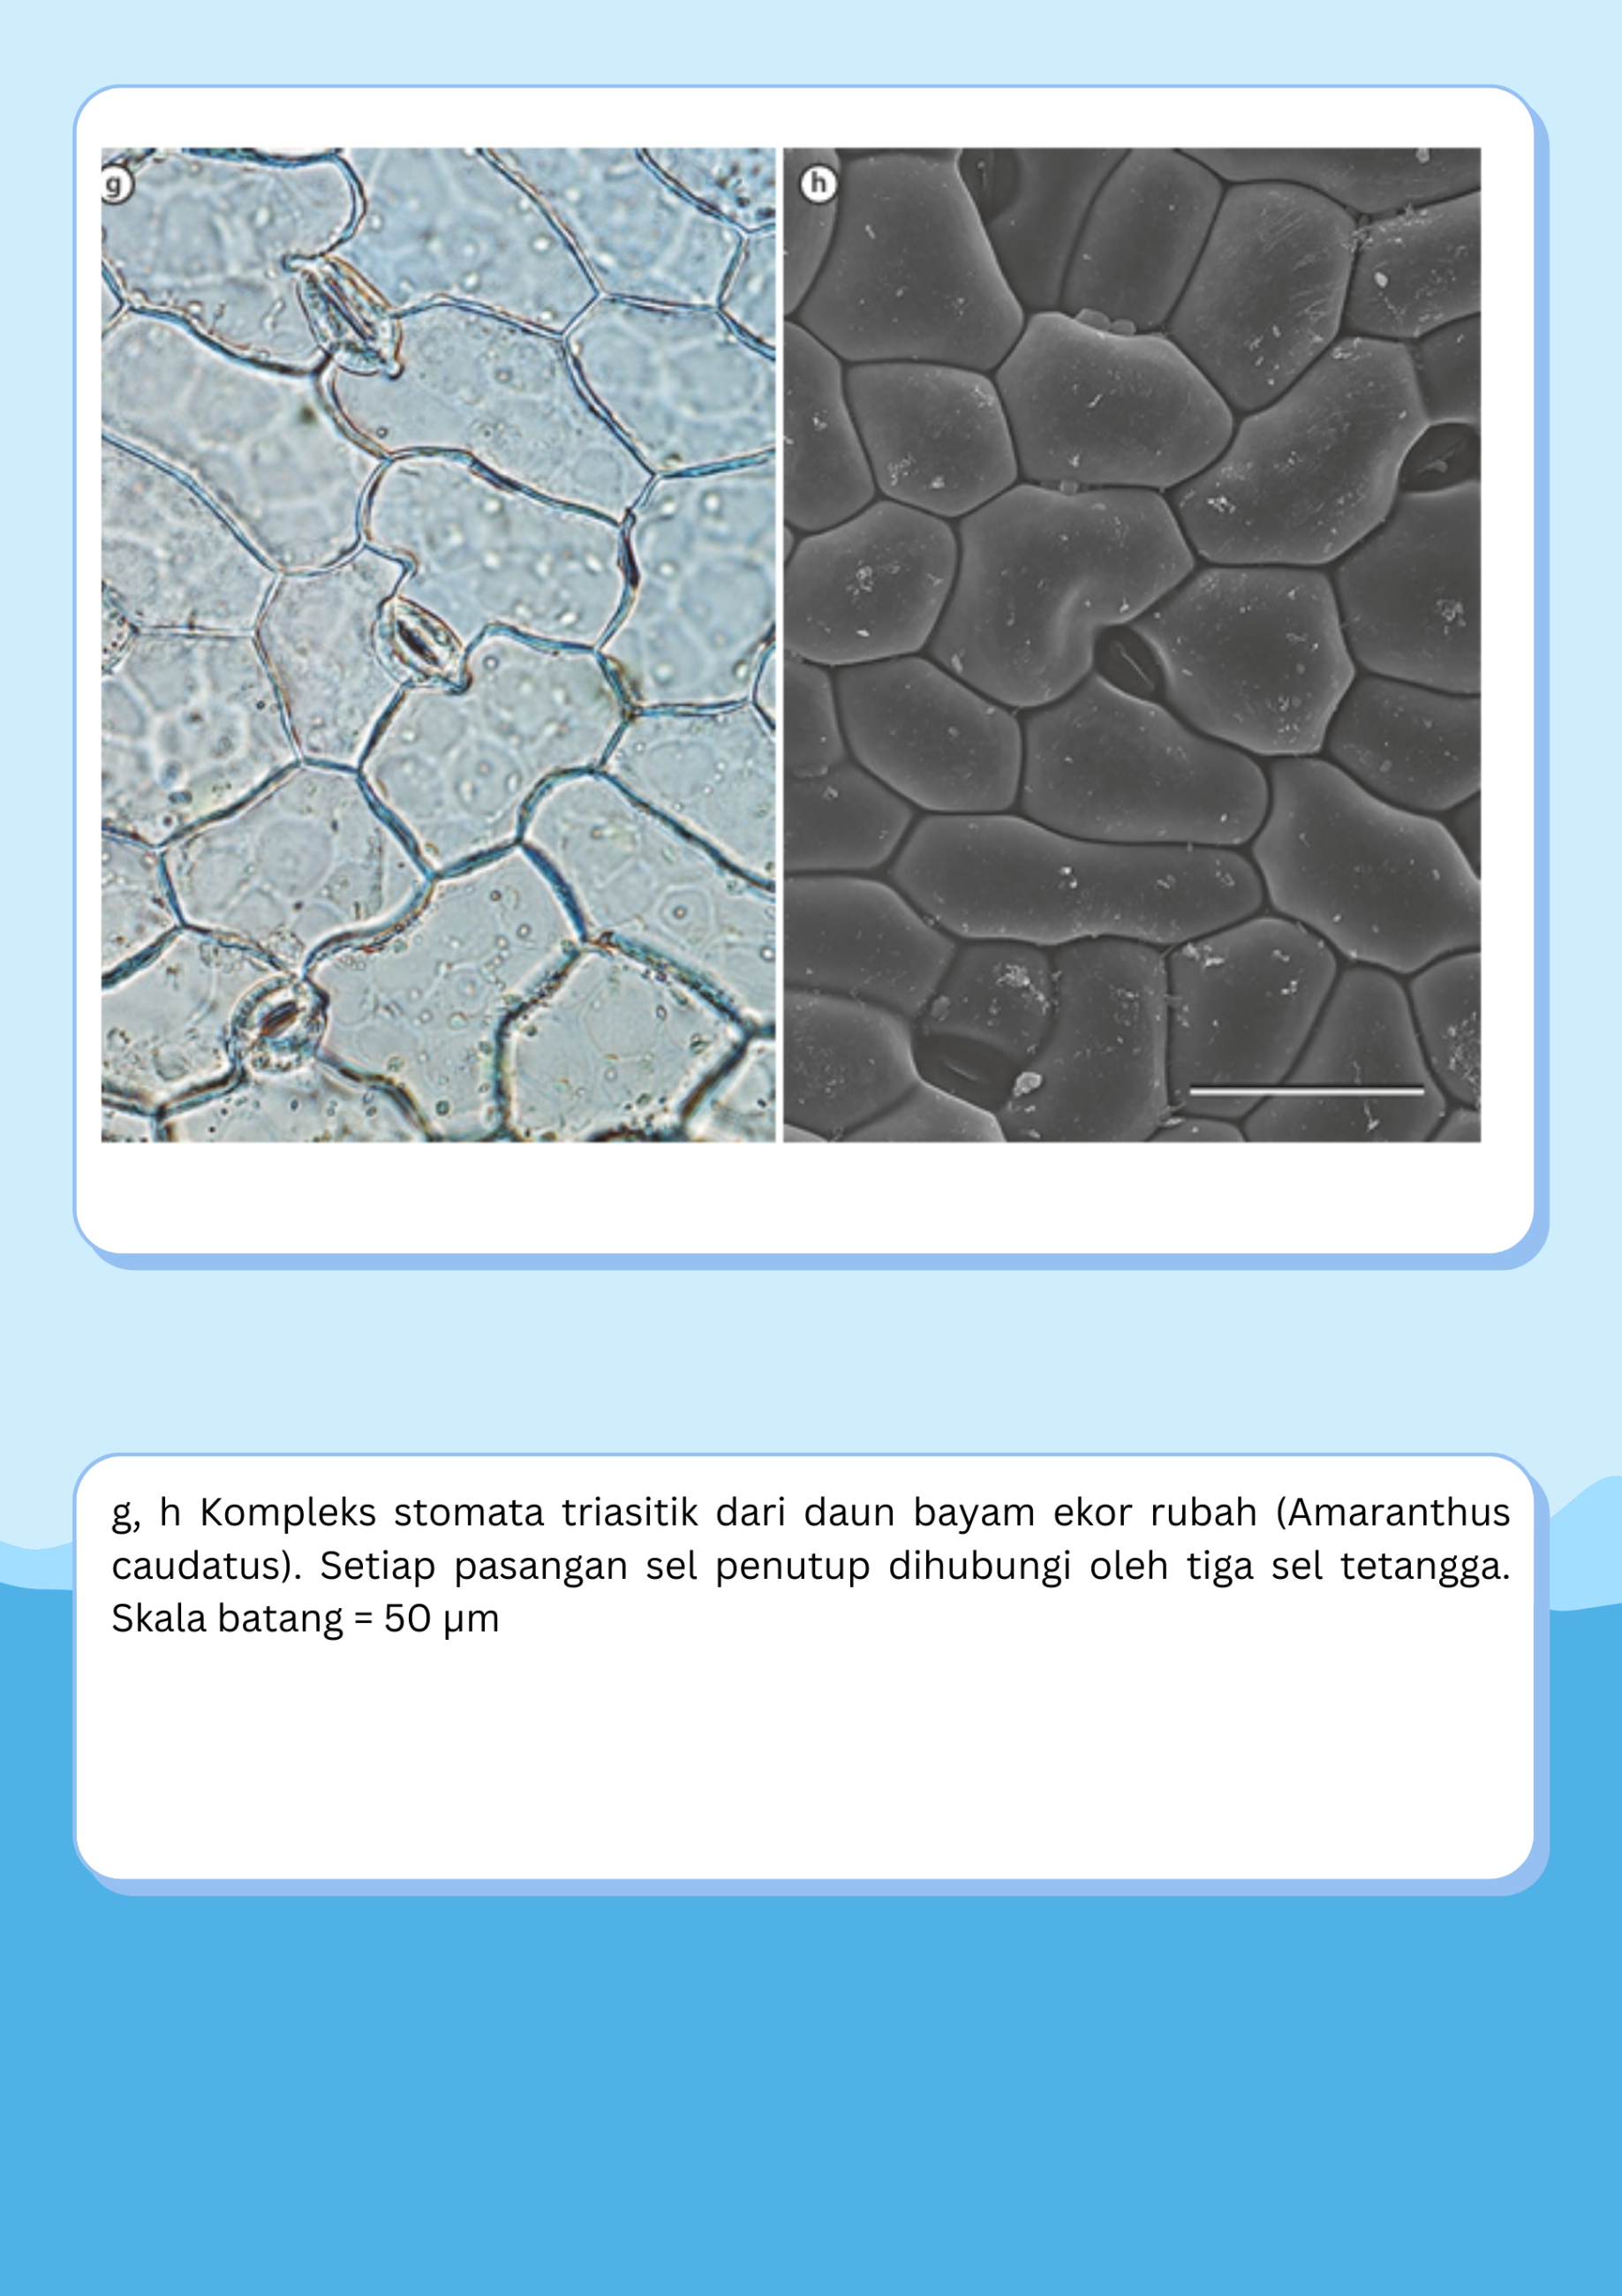 g
h
g, h Kompleks stomata triasitik dari daun bayam ekor rubah (Amaranthus
caudatus). Setiap pasangan sel penutup dihubungi oleh tiga sel tetangga.
Skala batang = 50 µm